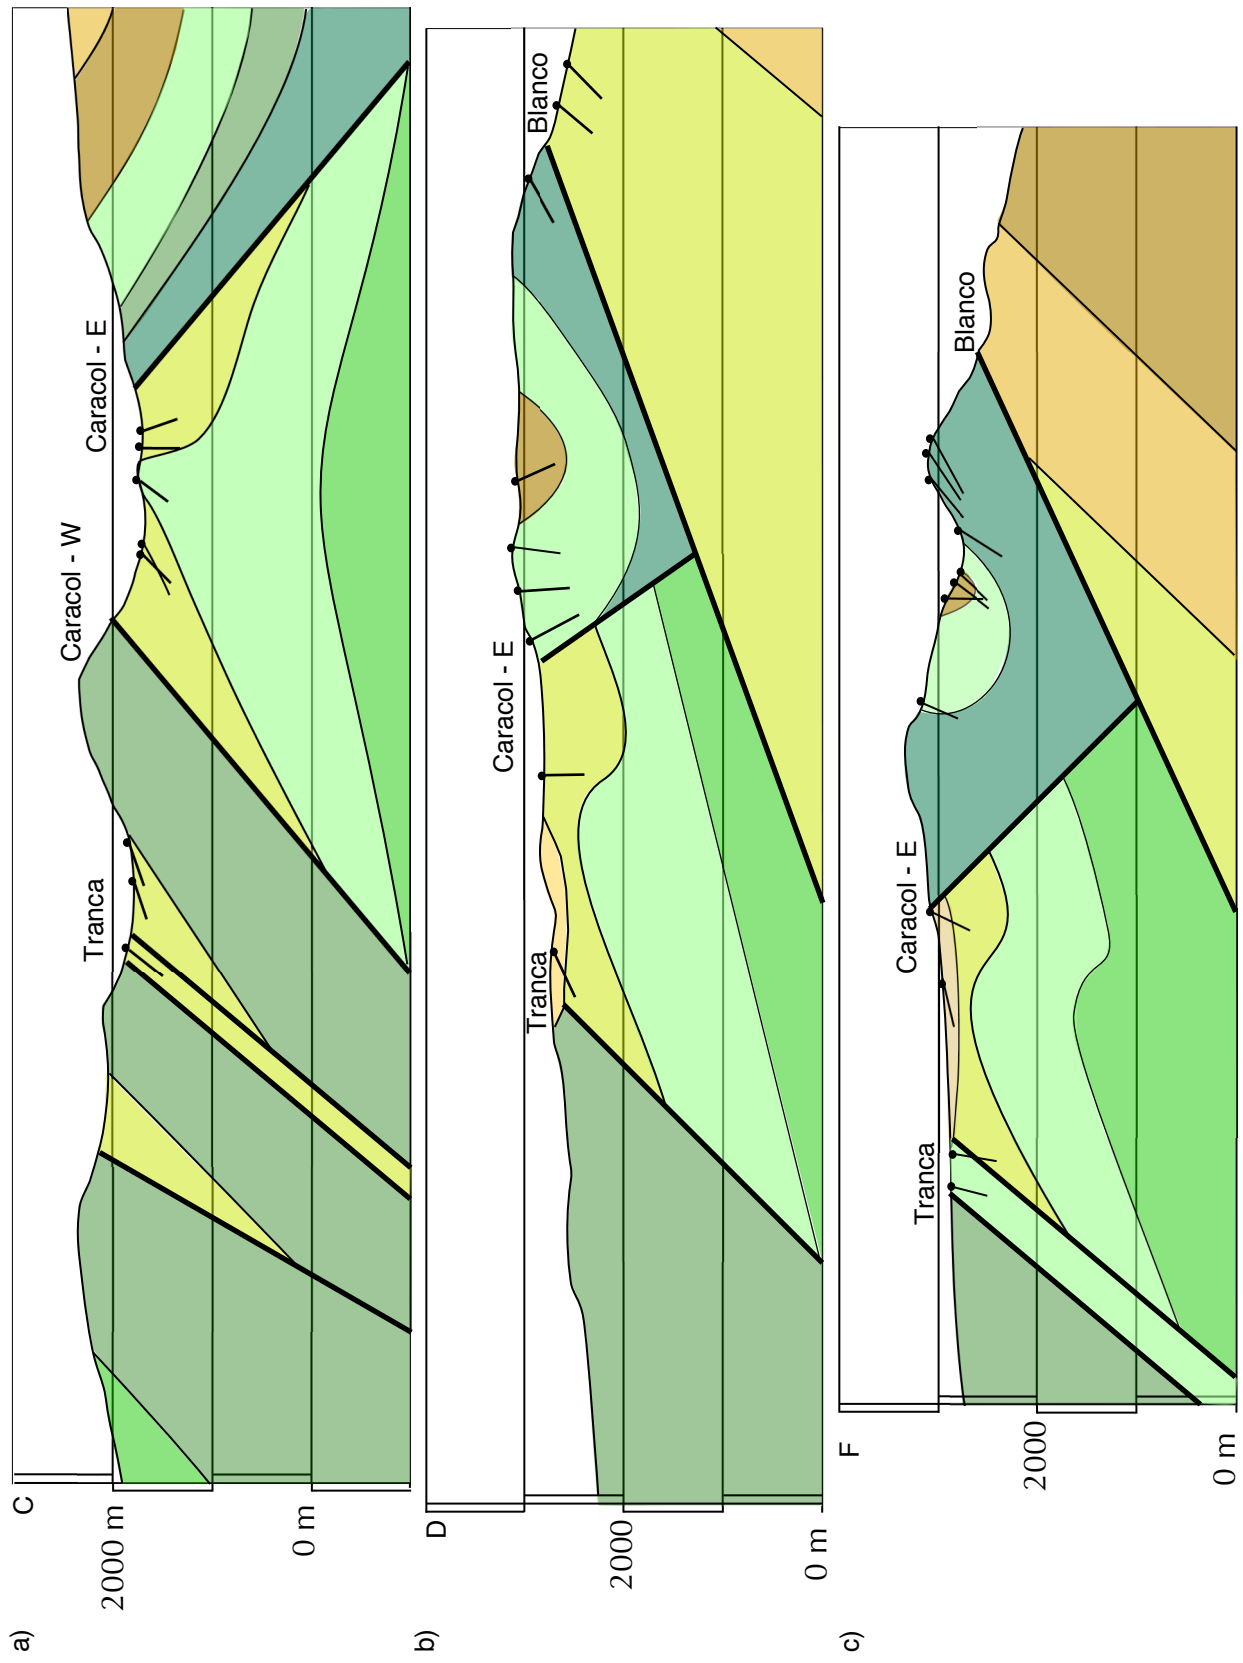 a)
C
2000 m
0 m
Tranca
Caracol - W
Caracol - E
b)
D
2000
0 m
Tranca
Caracol - E
Blanco
c)
F
2000
0 m
Tranca
Caracol - E
Blanco